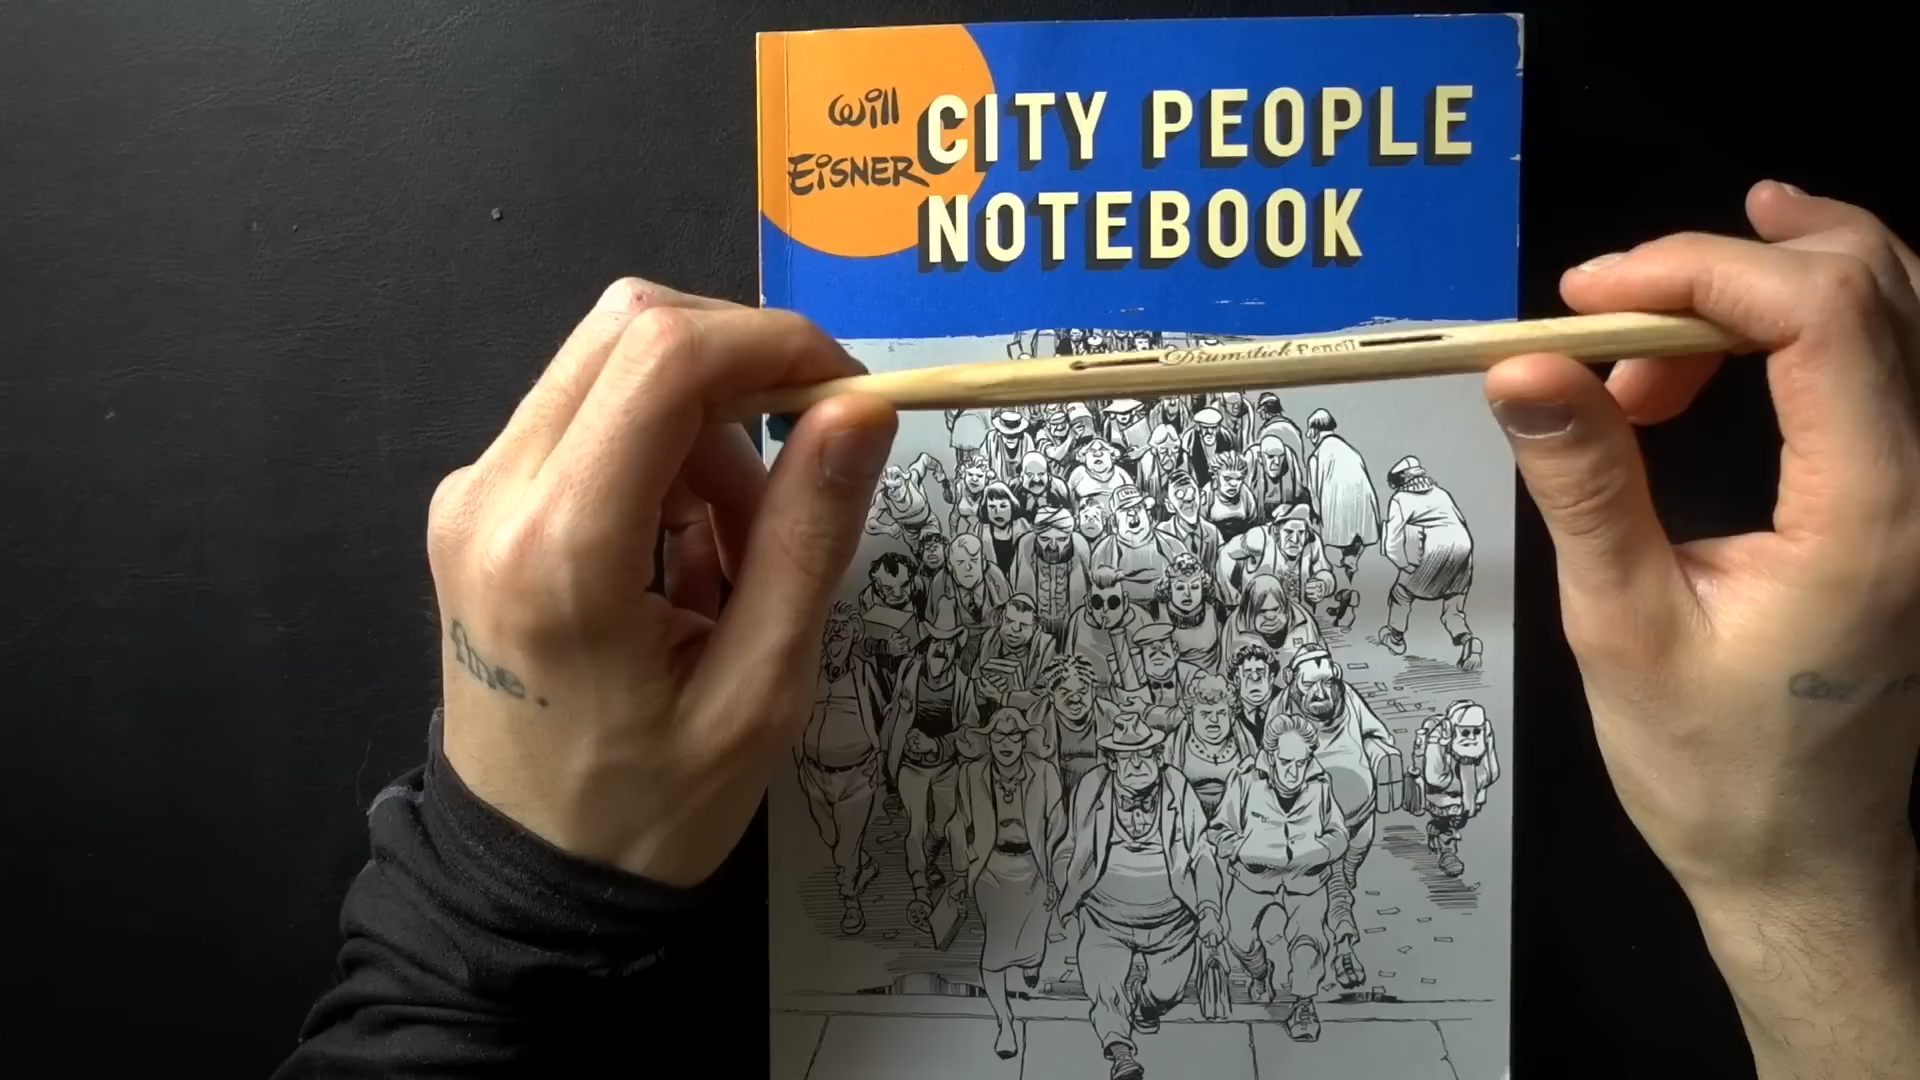 Will
EISNER
CITY PEOPLE
NOTEBOOK
Drumstick Pencil
fine.